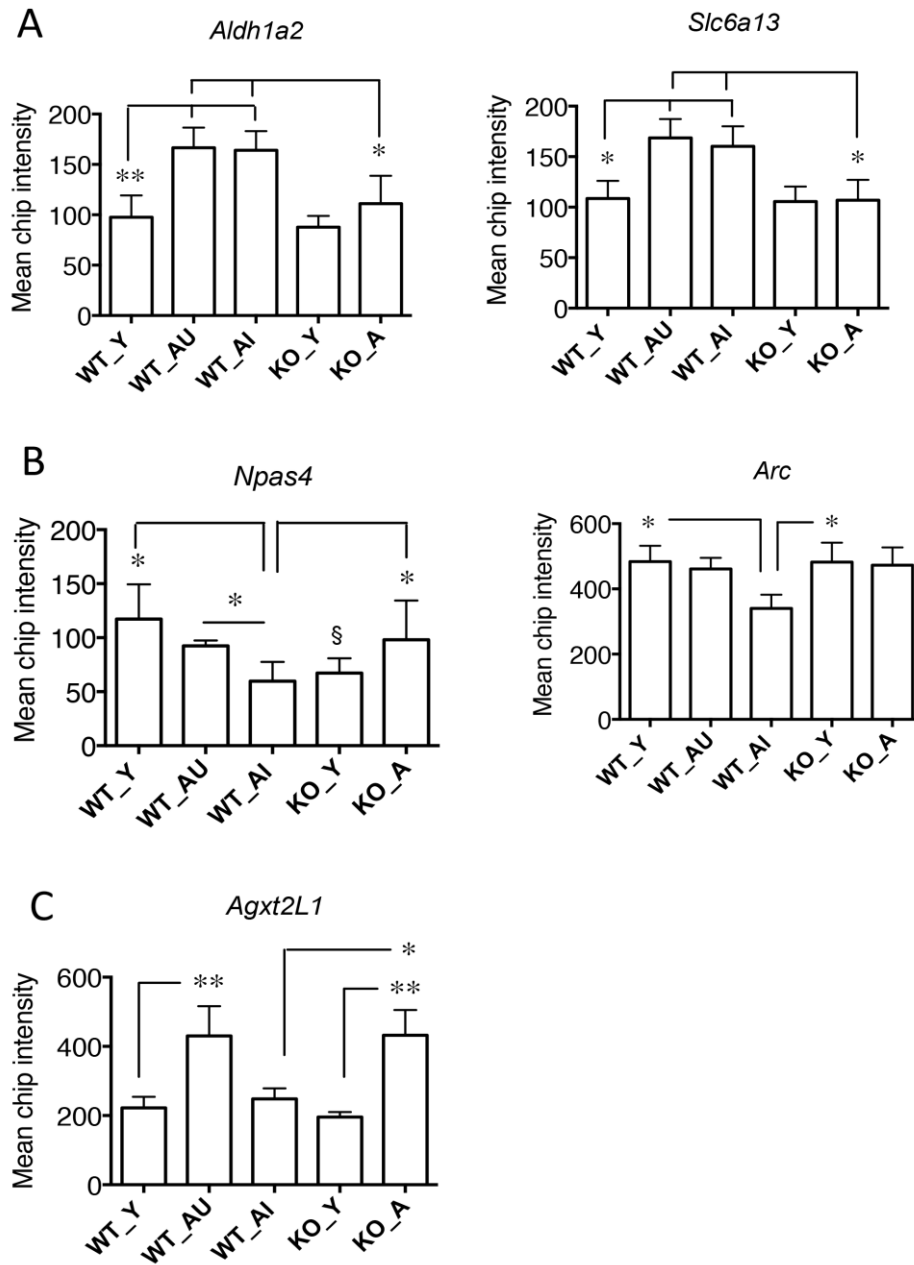 A
Aldh1a2
Mean chip intensity
200
150
100
50
0
**
*
WT_Y
WT_AU
WT_AI
KO_Y
KO_A
Slc6a13
Mean chip intensity
200
150
100
50
0
*
*
WT_Y
WT_AU
WT_AI
KO_Y
KO_A
B
Npas4
Mean chip intensity
200
150
100
50
0
*
*
§
*
WT_Y
WT_AU
WT_AI
KO_Y
KO_A
Arc
Mean chip intensity
600
400
200
0
*
*
WT_Y
WT_AU
WT_AI
KO_Y
KO_A
C
Agxt2L1
Mean chip intensity
600
400
200
0
**
*
**
WT_Y
WT_AU
WT_AI
KO_Y
KO_A